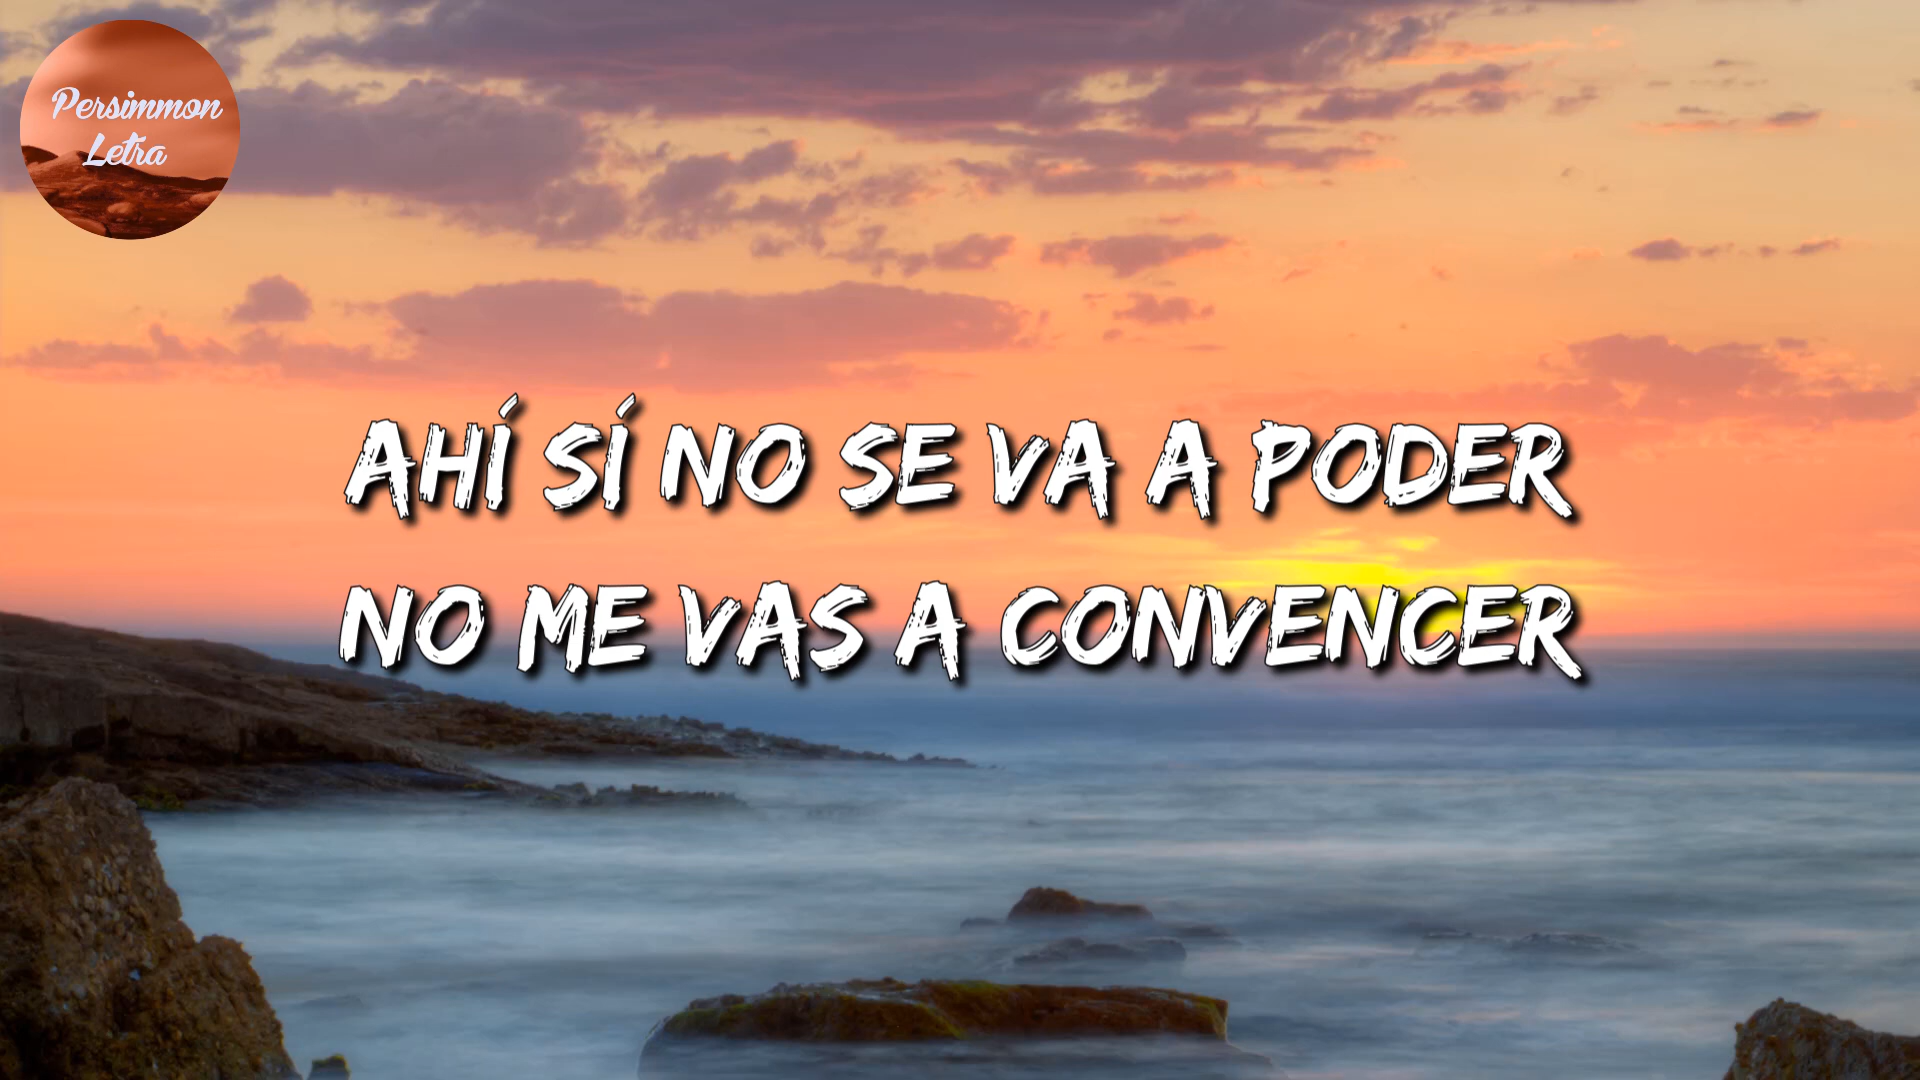 Persimmon
Letra
AHÍ SÍ NO SE VA A PODER
NO ME VAS A CONVENCER